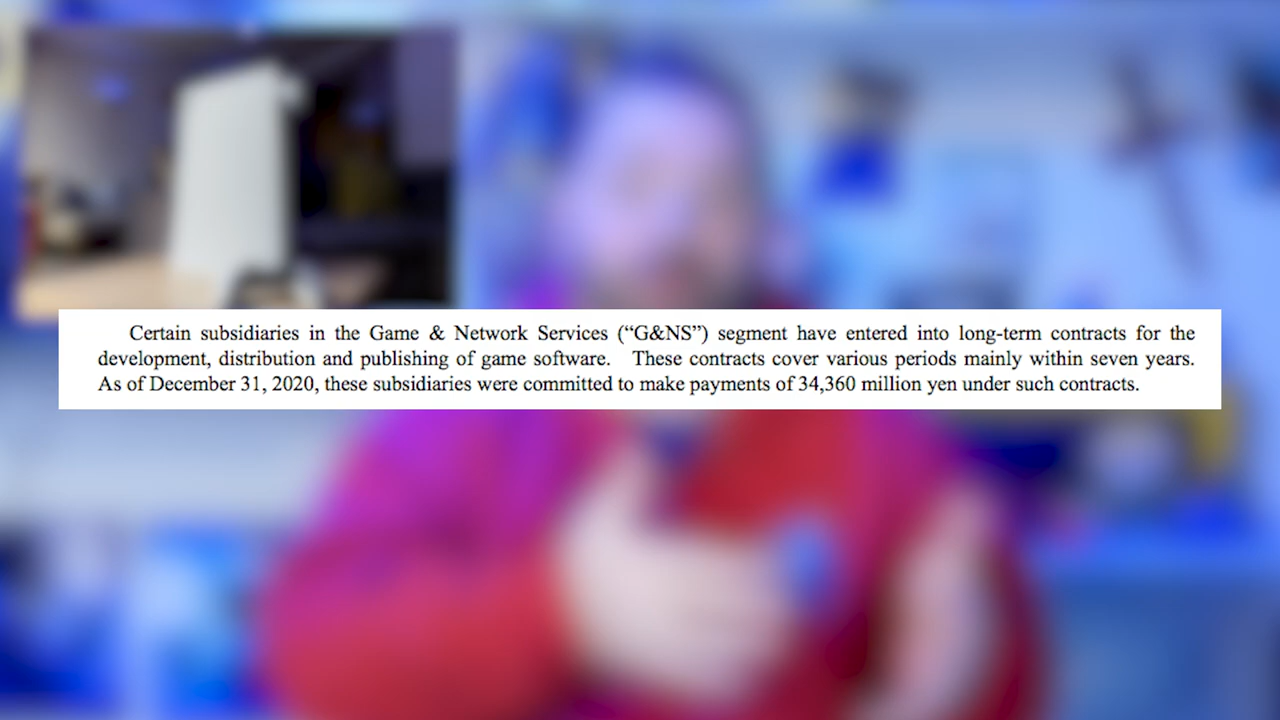 Certain subsidiaries in the Game & Network Services (“G&NS”) segment have entered into long-term contracts for the
development, distribution and publishing of game software. These contracts cover various periods mainly within seven years.
As of December 31, 2020, these subsidiaries were committed to make payments of 34,360 million yen under such contracts.